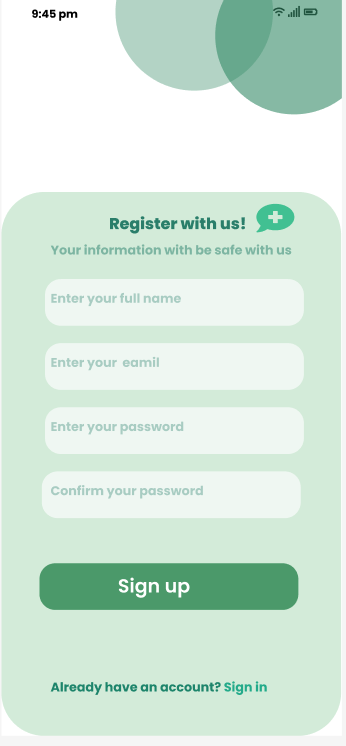 9:45 pm
Register with us!
Your information with be safe with us
Enter your full name
Enter your  eamil
Enter your password
Confirm your password
Sign up
Already have an account? Sign in